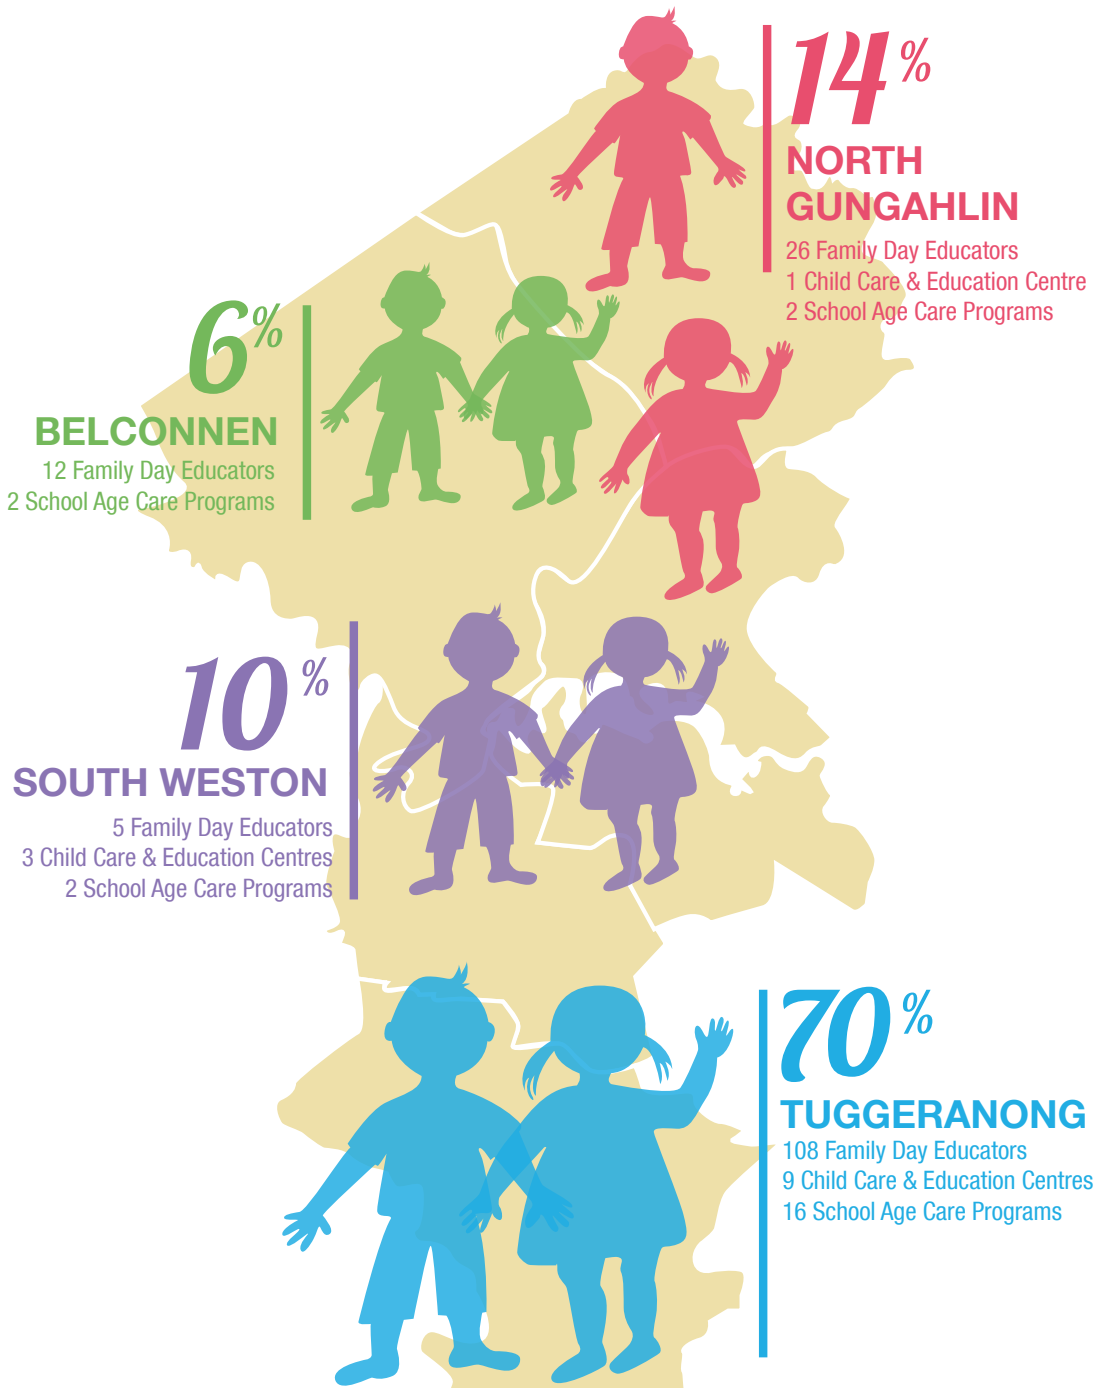 14%
NORTH
GUNGAHLIN
26 Family Day Educators
1 Child Care & Education Centre
2 School Age Care Programs
6%
BELCONNEN
12 Family Day Educators
2 School Age Care Programs
10%
SOUTH WESTON
5 Family Day Educators
3 Child Care & Education Centres
2 School Age Care Programs
70%
TUGGERANONG
108 Family Day Educators
9 Child Care & Education Centres
16 School Age Care Programs